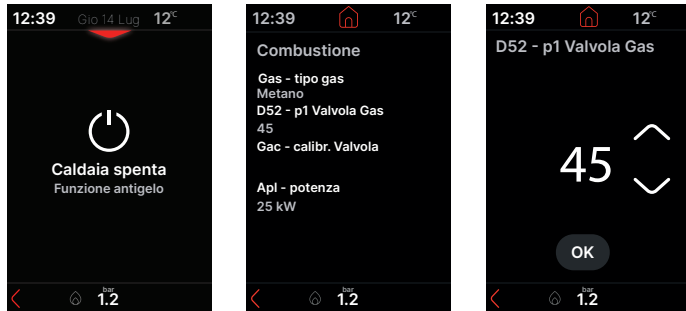 12:39 Gio 14 Lug 12°C
Caldaia spenta
Funzione antigelo
bar
1.2
12:39 12°C
Combustione
Gas - tipo gas
Metano
D52 - p1 Valvola Gas
45
Gac - calibr. Valvola
Apl - potenza
25 kW
bar
1.2
12:39 12°C
D52 - p1 Valvola Gas
45
OK
bar
1.2